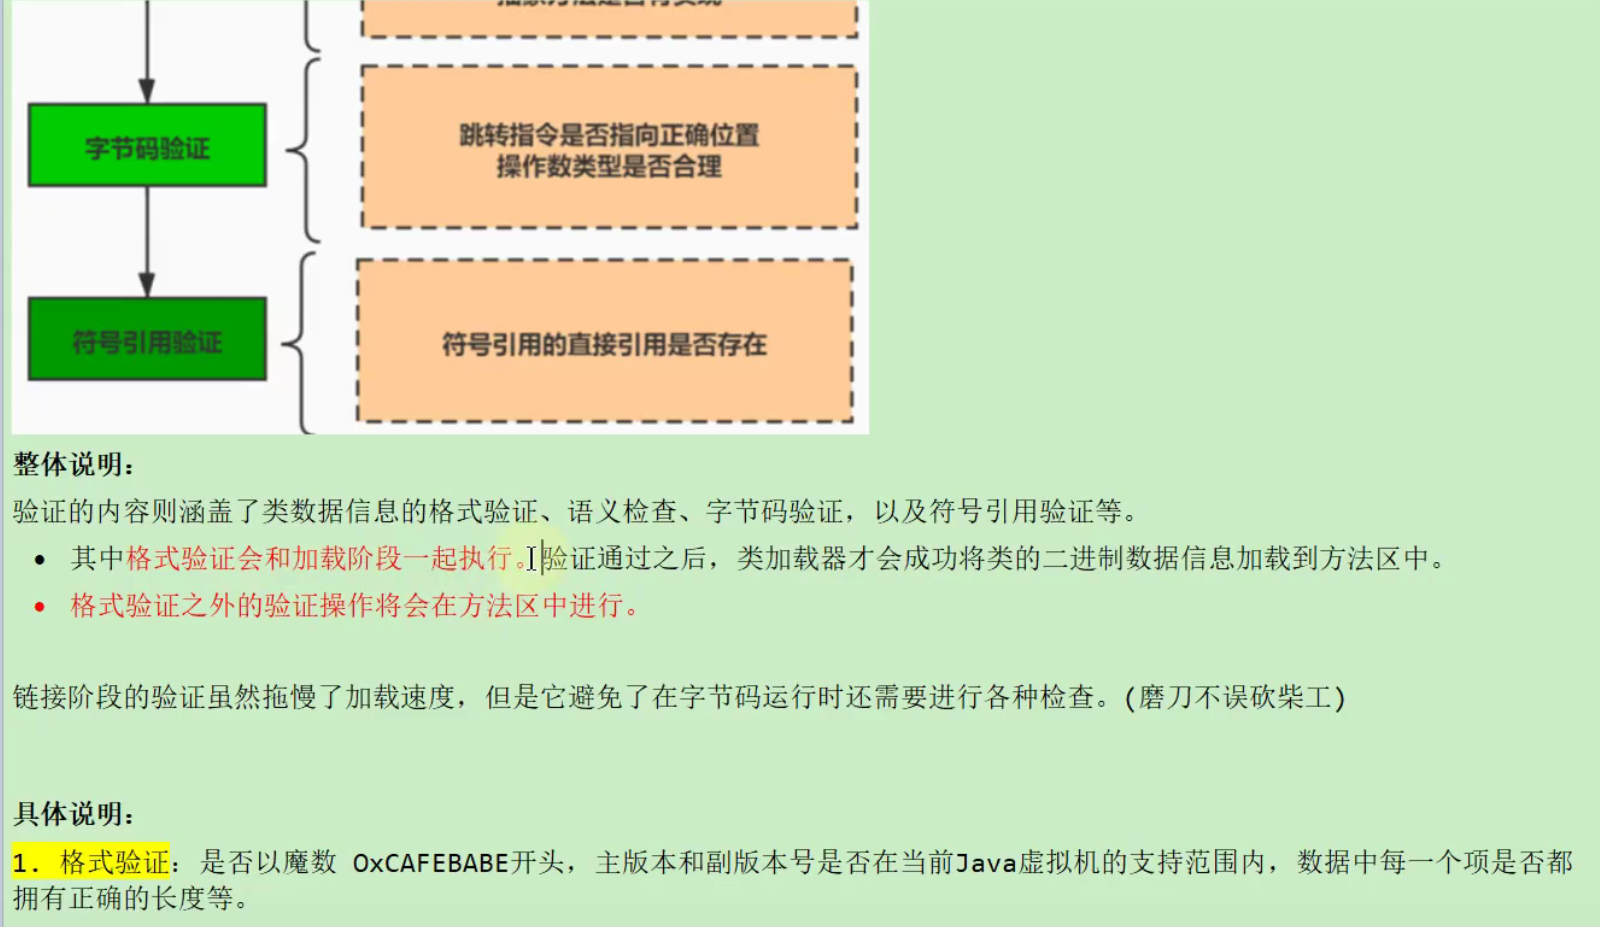 字节码验证
跳转指令是否指向正确位置
操作数类型是否合理
符号引用验证
符号引用的直接引用是否存在
整体说明：
验证的内容则涵盖了类数据信息的格式验证、语义检查、字节码验证，以及符号引用验证等。
• 其中格式验证会和加载阶段一起执行。验证通过之后，类加载器才会成功将类的二进制数据信息加载到方法区中。
• 格式验证之外的验证操作将会在方法区中进行。
链接阶段的验证虽然拖慢了加载速度，但是它避免了在字节码运行时还需要进行各种检查。(磨刀不误砍柴工)
具体说明：
1. 格式验证：是否以魔数 OxCAFEBABE开头，主版本和副版本号是否在当前Java虚拟机的支持范围内，数据中每一个项是否都
拥有正确的长度等。